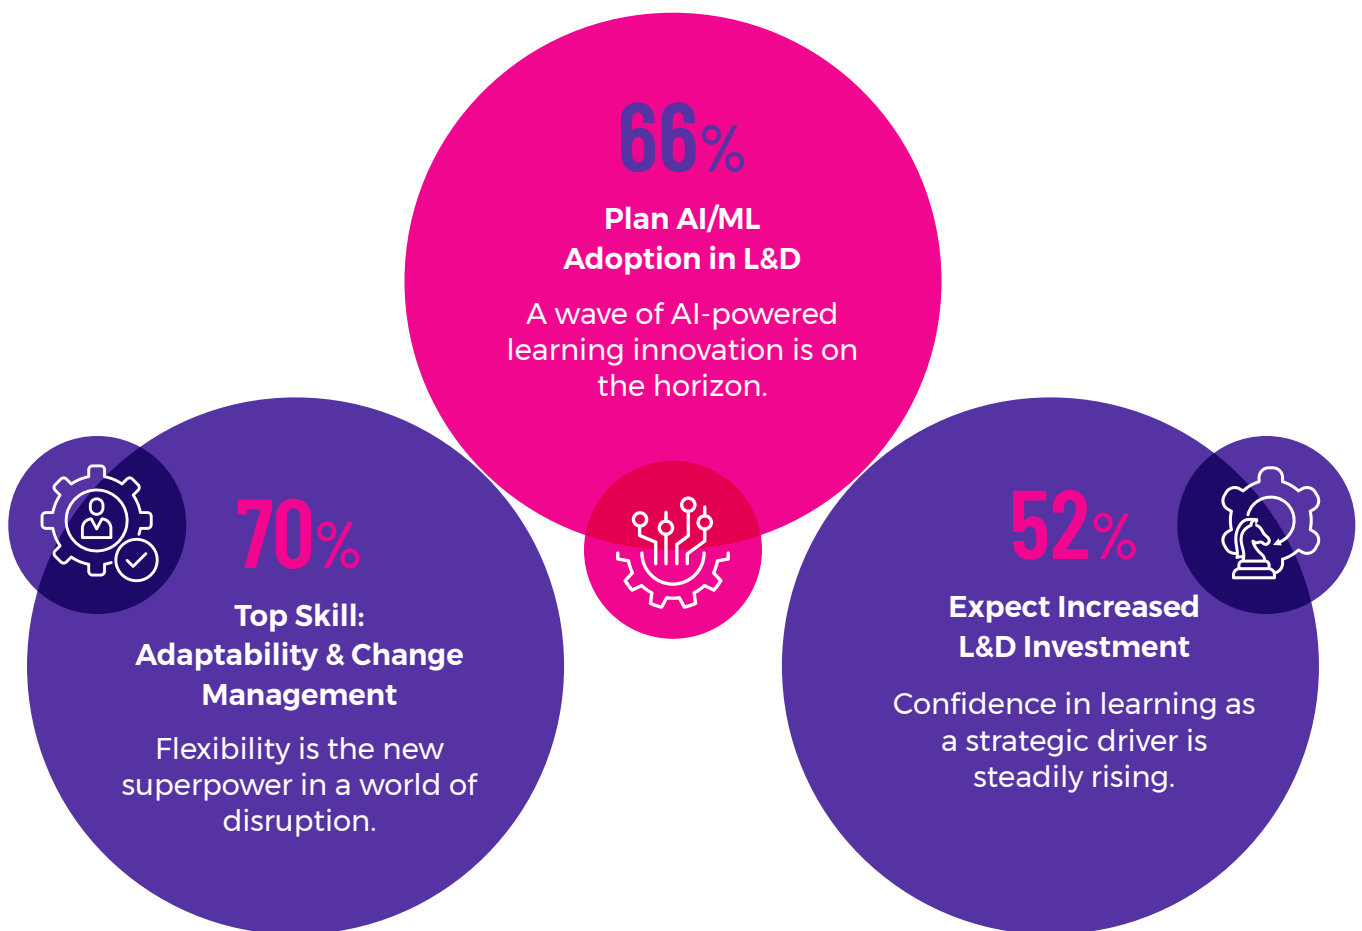 66%
Plan AI/ML
Adoption in L&D
A wave of AI-powered
learning innovation is on
the horizon.
70%
Top Skill:
Adaptability & Change
Management
Flexibility is the new
superpower in a world of
disruption.
52%
Expect Increased
L&D Investment
Confidence in learning as
a strategic driver is
steadily rising.